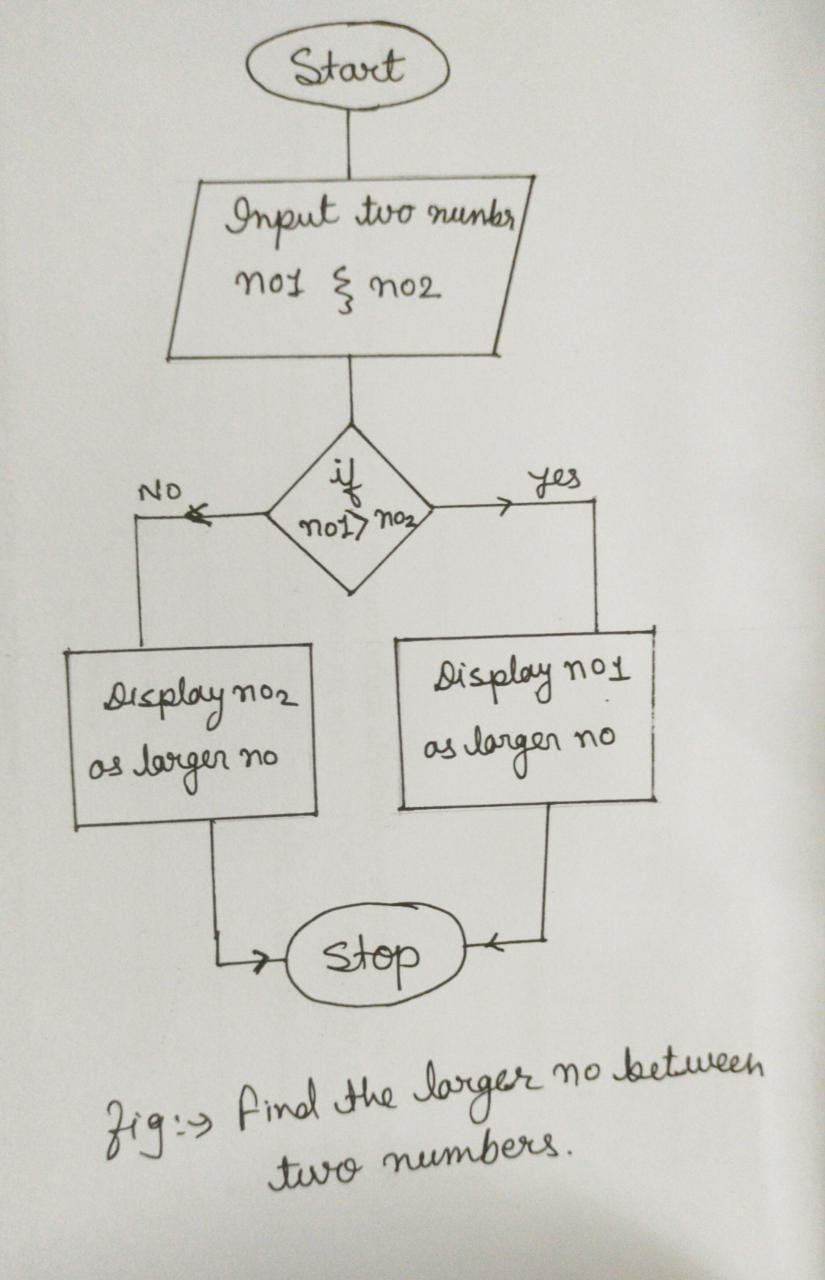 Start
Input two numbr
no1 & no2
if
no1 > no2
NO
yes
Display no2
as larger no
Display no1
as larger no
Stop
fig:→ Find the larger no between
two numbers.